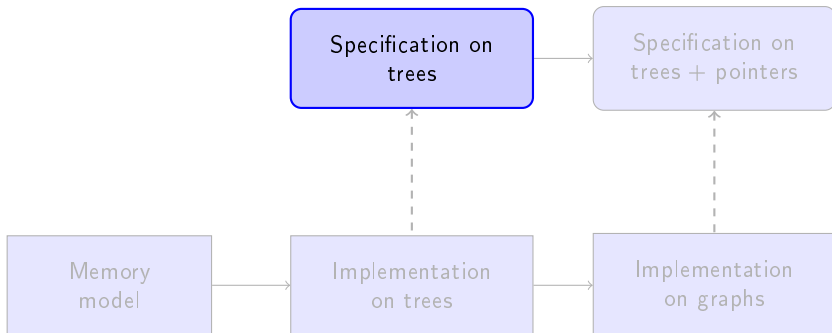 Specification on
trees
Specification on
trees + pointers
Memory
model
Implementation
on trees
Implementation
on graphs